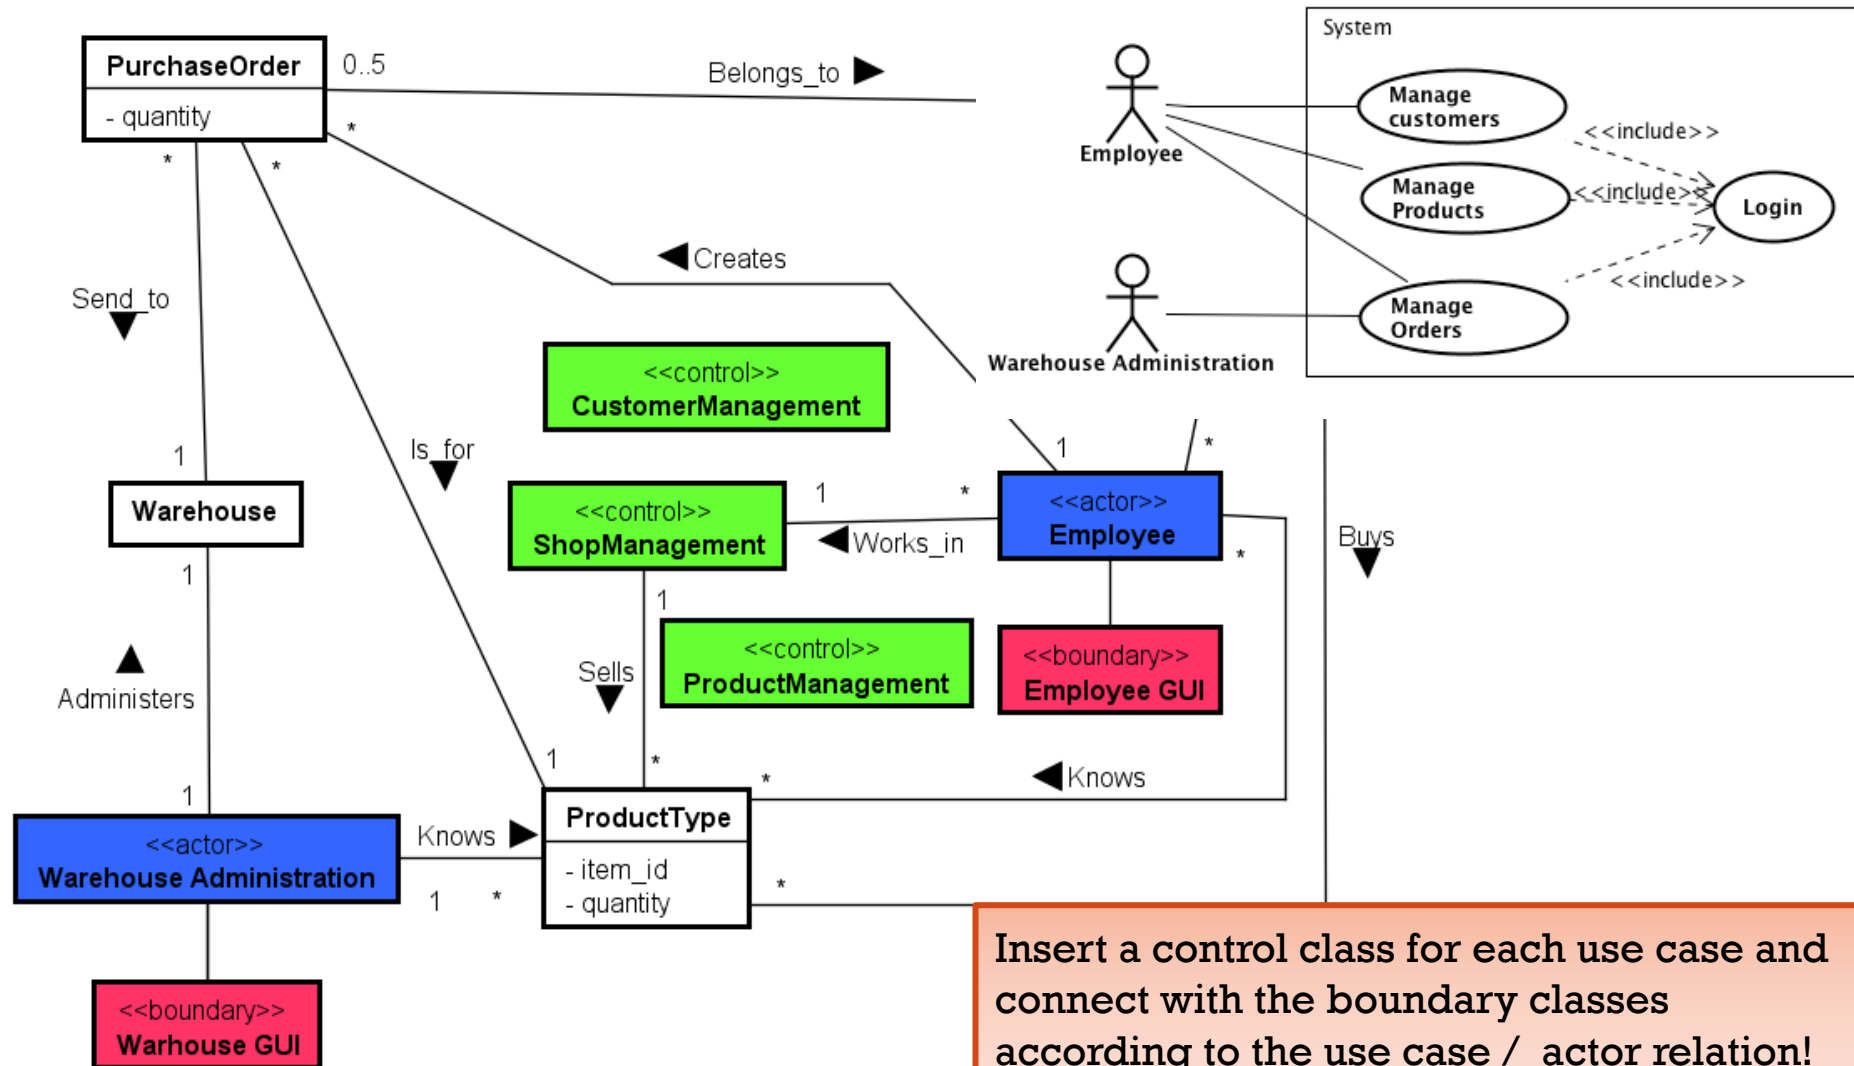 PurchaseOrder
- quantity
0..5
Belongs_to
*
*
*
Creates
Send_to
1
Is_for
Warehouse
1
Administers
1
<<actor>>
Warehouse Administration
Knows
1
*
<<boundary>>
Warhouse GUI
<<control>>
CustomerManagement
<<control>>
ShopManagement
1
*
Works_in
1
*
<<actor>>
Employee
*
Buys
1
Sells
<<control>>
ProductManagement
<<boundary>>
Employee GUI
1
*
*
Knows
ProductType
- item_id
- quantity
*
System
Employee
Warehouse Administration
Manage
customers
Manage
Products
Manage
Orders
<<include>>
<<include>>
<<include>>
Login
Insert a control class for each use case and
connect with the boundary classes
according to the use case / actor relation!